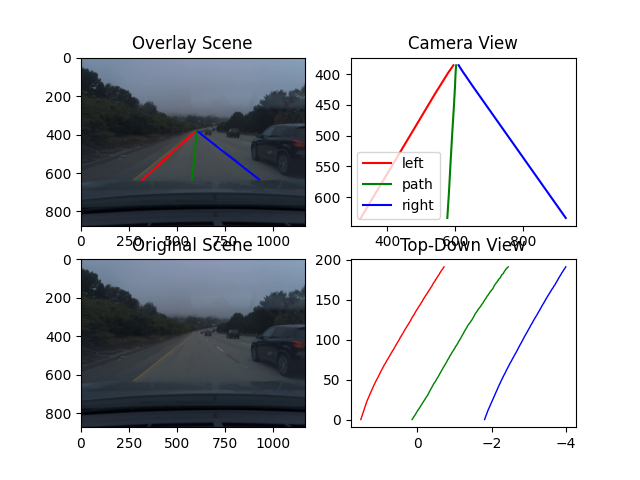 Overlay Scene
0
200
400
600
800
0 250 500 750 1000
Camera View
400
450
500
550
600
left
path
right
400 600 800
Original Scene
0
200
400
600
800
0 250 500 750 1000
Top-Down View
200
150
100
50
0
0 −2 −4